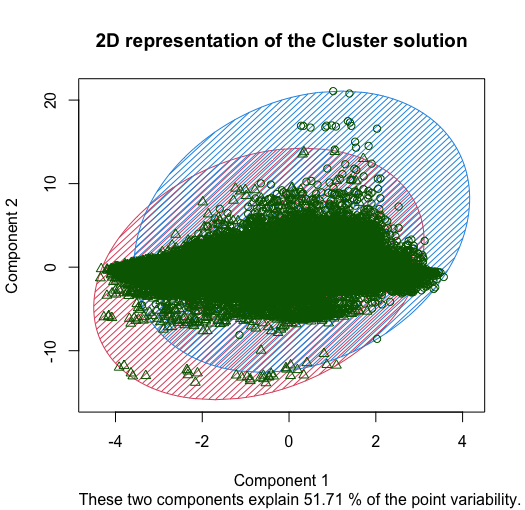 2D representation of the Cluster solution
20
10
0
-10
Component 2
-4
-2
0
2
4
Component 1
These two components explain 51.71 % of the point variability.